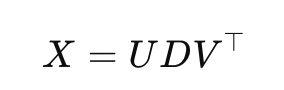 X = UDV^⊤